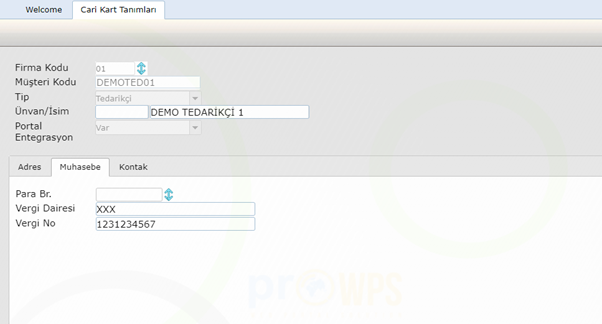 Welcome Cari Kart Tanımları
Firma Kodu 01
Müşteri Kodu DEMOTED01
Tip Tedarikçi
Ünvan/İsim DEMO TEDARİKÇİ 1
Portal Entegrasyon Var
Adres Muhasebe Kontak
Para Br.
Vergi Dairesi XXX
Vergi No 1231234567
proWPS